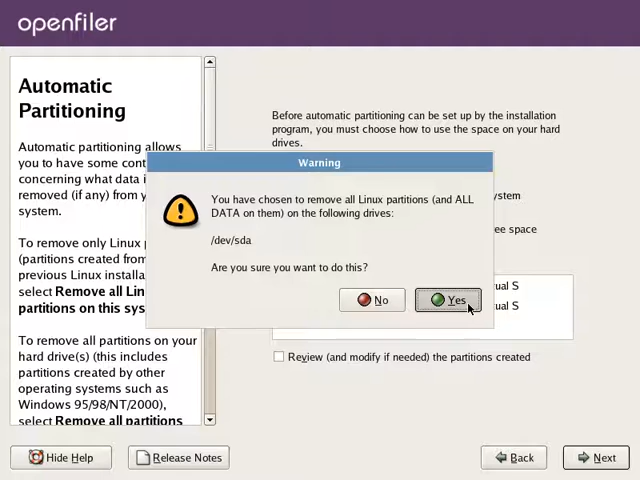 openfiler
Automatic
Partitioning
Automatic partitioning allows
you to have some cont
concerning what data i
removed (if any) from y
system.
To remove only Linux p
(partitions created from
previous Linux installa
select Remove all Lin
partitions on this sys
To remove all partitions on your
hard drive(s) (this includes
partitions created by other
operating systems such as
Windows 95/98/NT/2000),
select Remove all partitions
Before automatic partitioning can be set up by the installation
program, you must choose how to use the space on your hard
drives.
ystem
ee space
ual S
ual S
Review (and modify if needed) the partitions created
Warning
You have chosen to remove all Linux partitions (and ALL
DATA on them) on the following drives:
/dev/sda
Are you sure you want to do this?
No
Yes
Hide Help
Release Notes
Back
Next